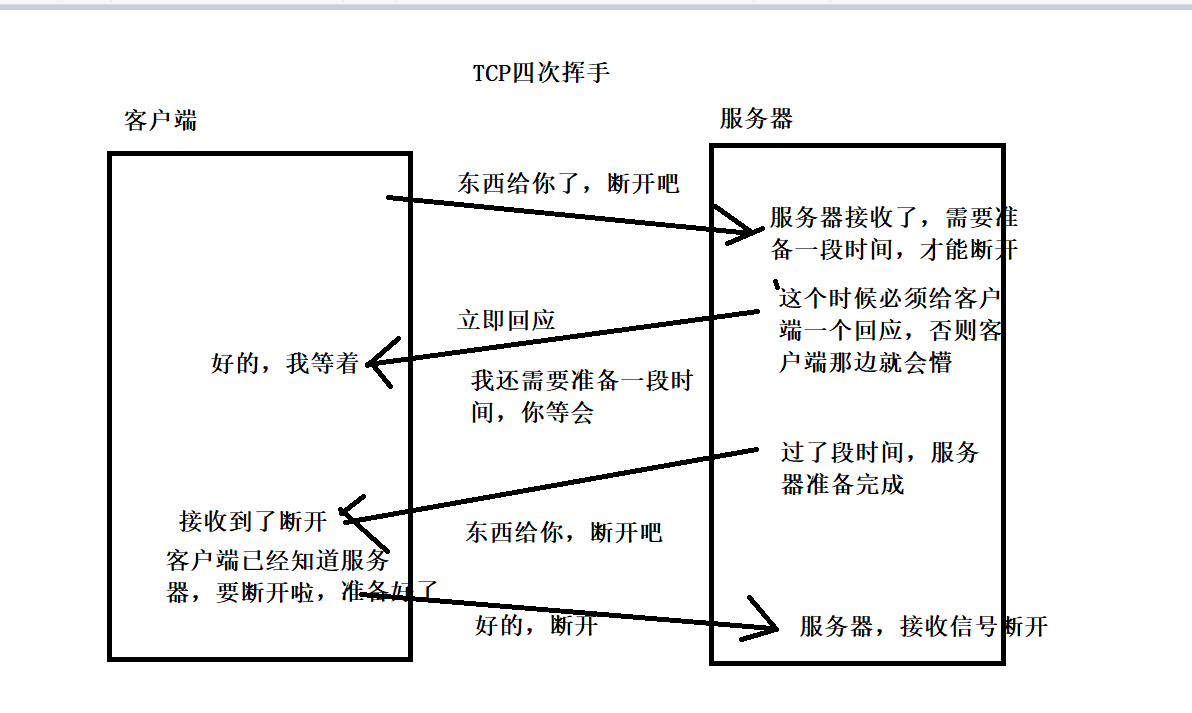 TCP四次挥手
客户端
服务器
东西给你了，断开吧
服务器接收了，需要准
备一段时间，才能断开
这个时候必须给客户
端一个回应，否则客
户端那边就会懵
立即回应
好的，我等着
我还需要准备一段时
间，你等会
过了段时间，服务
器准备完成
接收到了断开
东西给你，断开吧
客户端已经知道服务
器，要断开啦，准备好了
好的，断开
服务器，接收信号断开